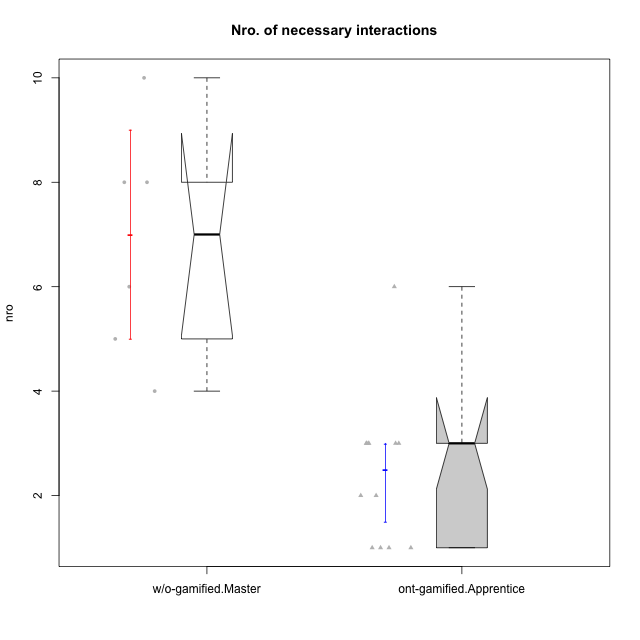 Nro. of necessary interactions
10
8
6
4
2
nro
w/o-gamified.Master
ont-gamified.Apprentice